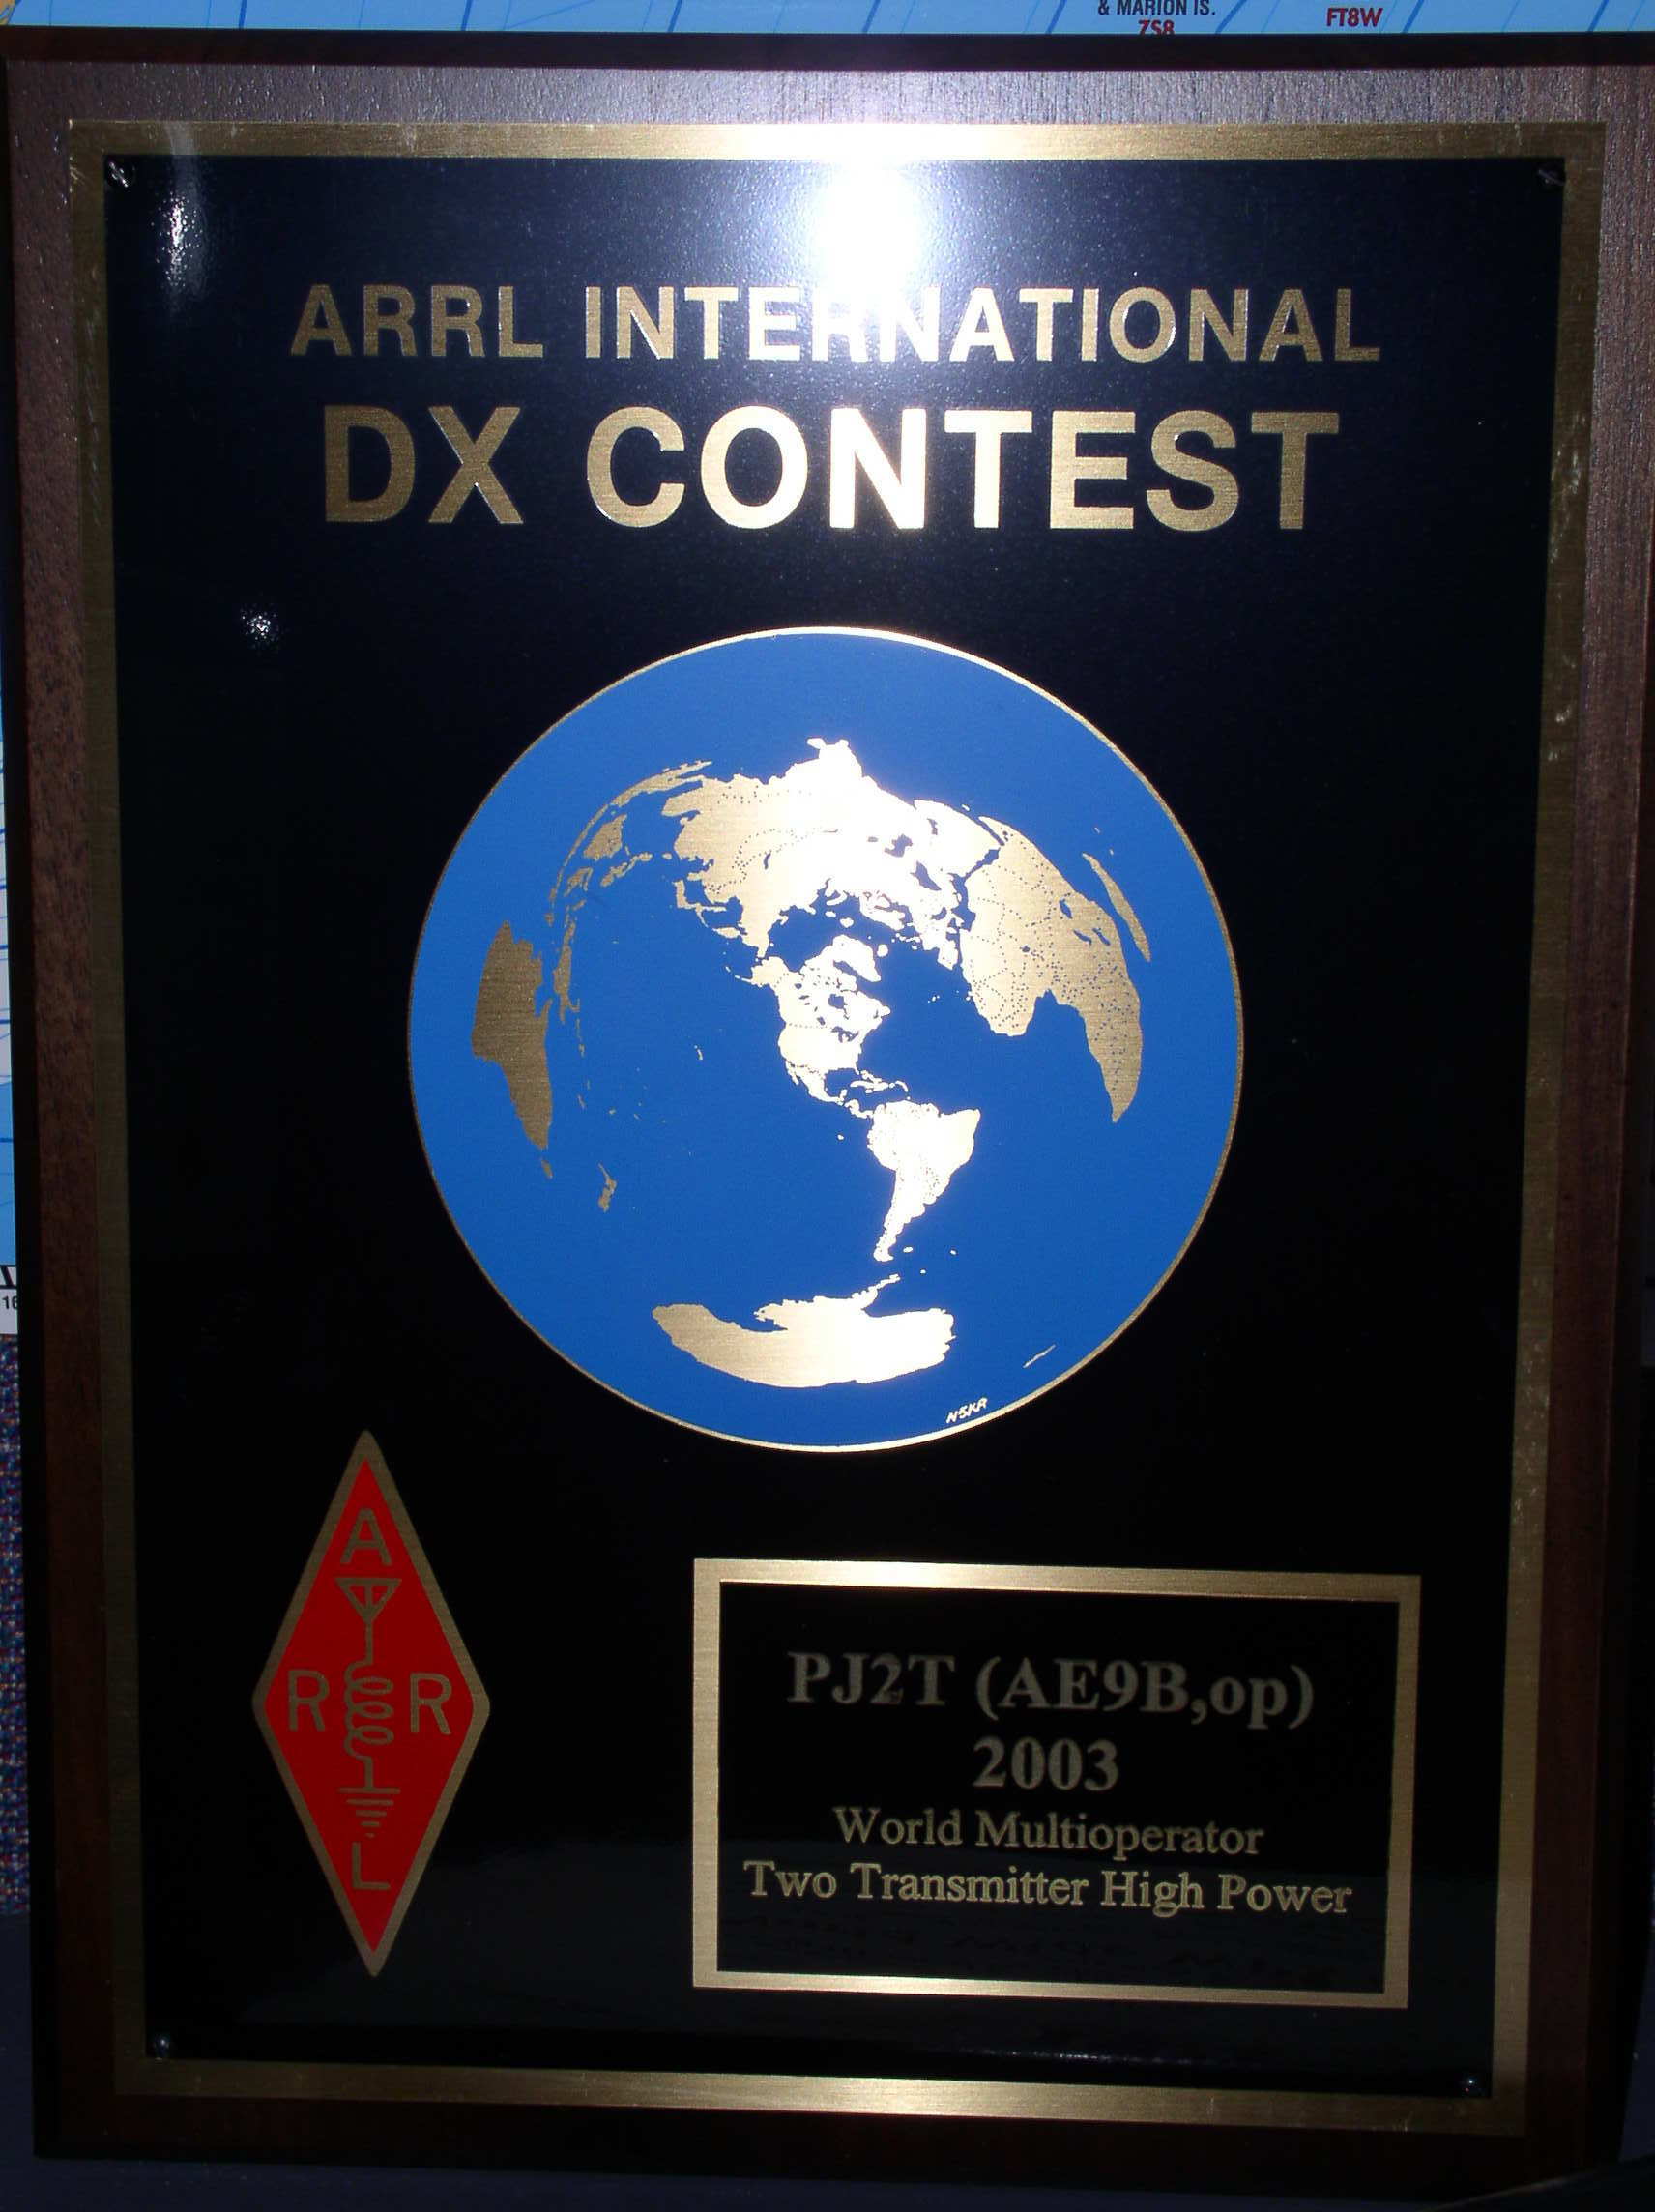 & MARION IS.
ZS8
FT8W
ARRL INTERNATIONAL
DX CONTEST
N5KR
A
R R
L
PJ2T (AE9B,op)
2003
World Multioperator
Two Transmitter High Power
16